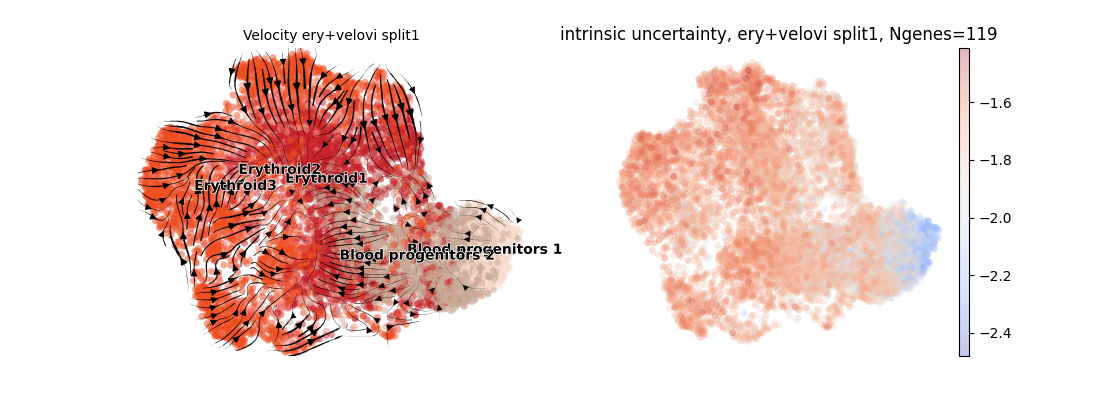 Velocity ery+velovi split1
intrinsic uncertainty, ery+velovi split1, Ngenes=119
Erythroid2
Erythroid1
Erythroid3
Blood progenitors 1
Blood progenitors 2
−1.6
−1.8
−2.0
−2.2
−2.4